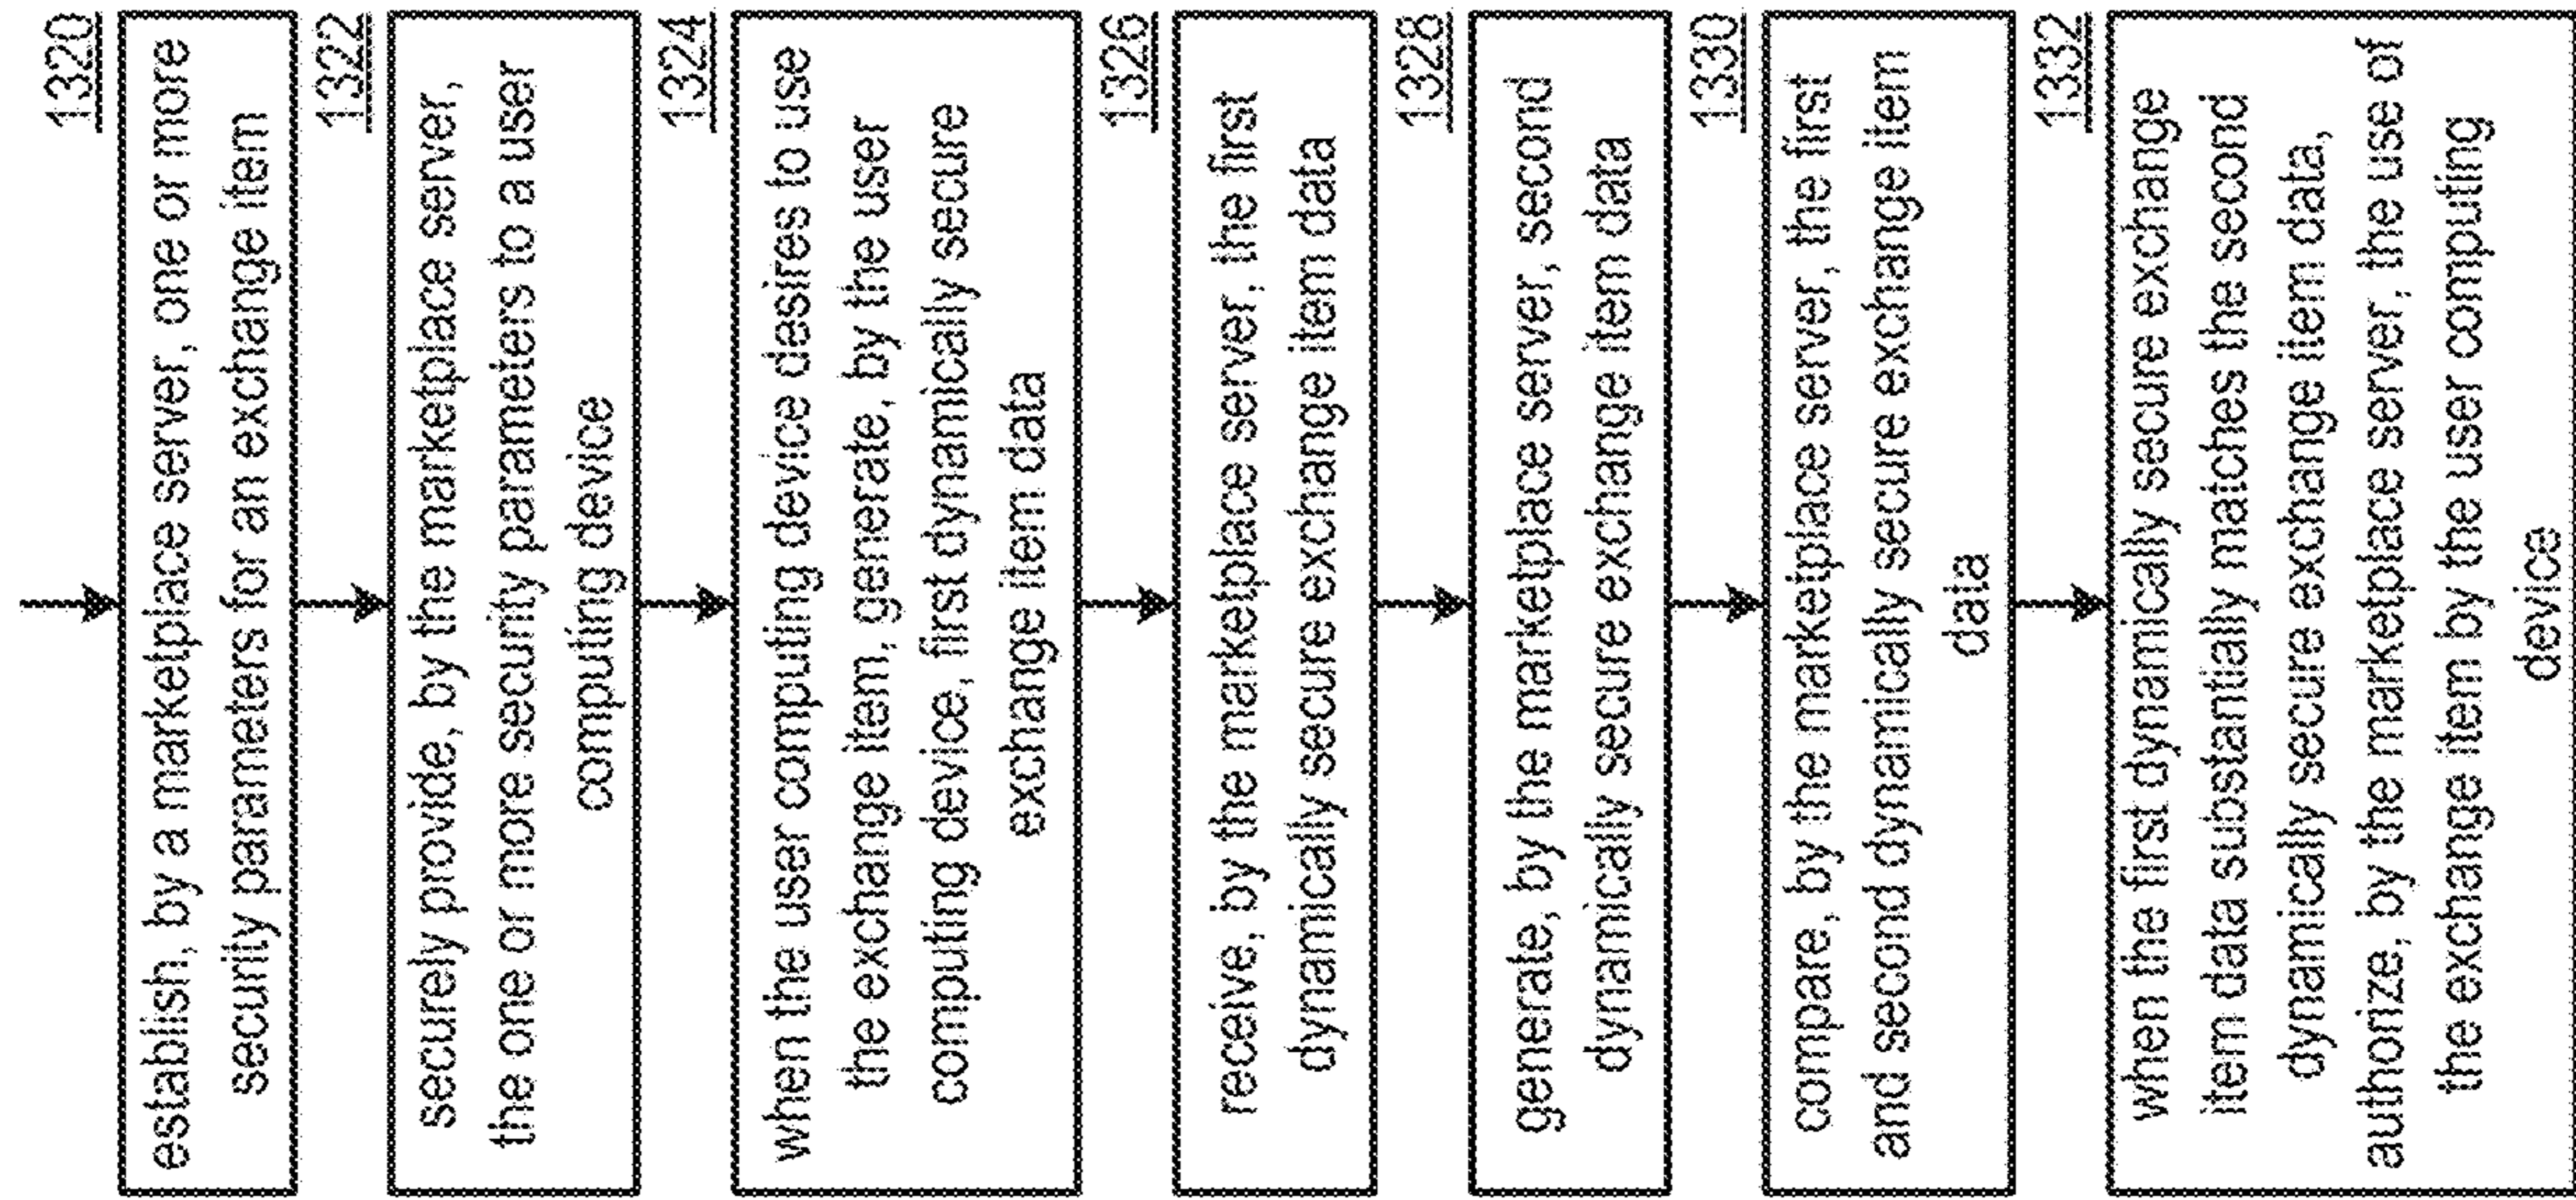 1320
establish, by a marketplace server, one or more
security parameters for an exchange item
1322
securely provide, by the marketplace server,
the one or more security parameters to a user
computing device
1324
when the user computing device desires to use
the exchange item, generate, by the user
computing device, first dynamically secure
exchange item data
1326
receive, by the marketplace server, the first
dynamically secure exchange item data
1328
generate, by the marketplace server, second
dynamically secure exchange item data
1330
compare, by the marketplace server, the first
and second dynamically secure exchange item
data
1332
when the first dynamically secure exchange
item data substantially matches the second
dynamically secure exchange item data,
authorize, by the marketplace server, the use of
the exchange item by the user computing
device